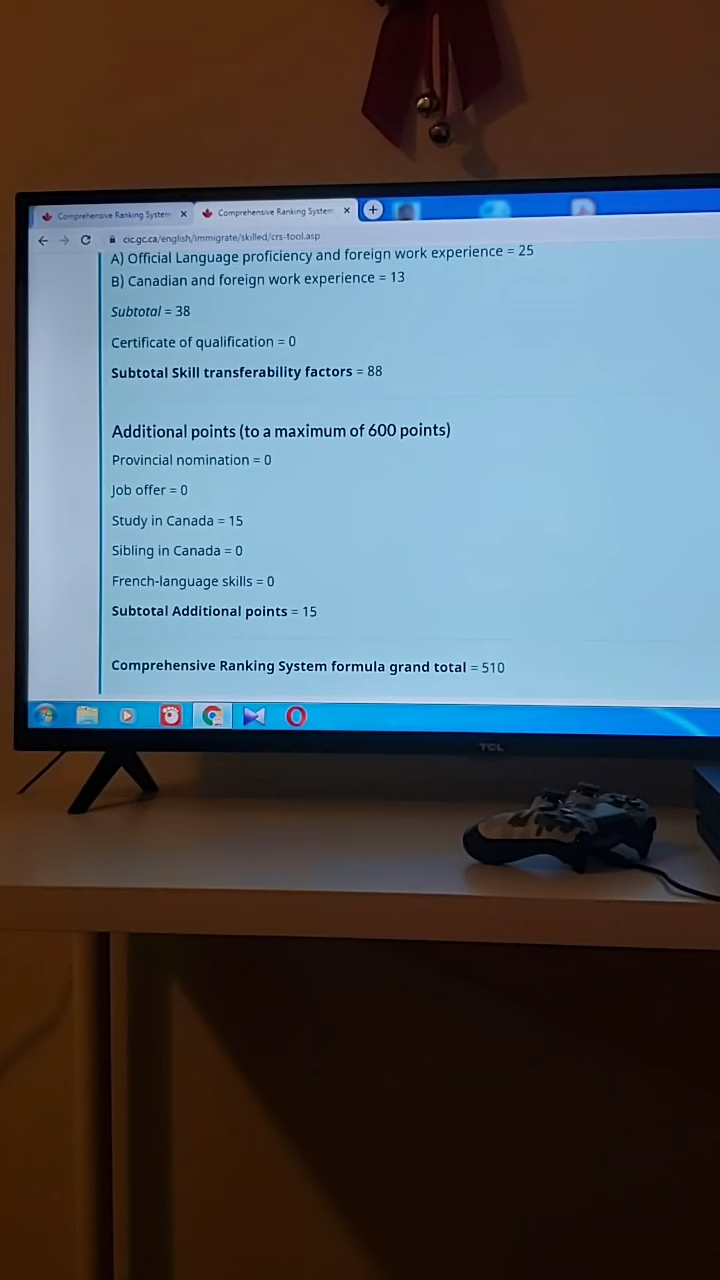 Comprehensive Ranking System
Comprehensive Ranking System
cic.gc.ca/english/immigrate/skilled/crs-tool.asp
A) Official Language proficiency and foreign work experience = 25
B) Canadian and foreign work experience = 13
Subtotal = 38
Certificate of qualification = 0
Subtotal Skill transferability factors = 88
Additional points (to a maximum of 600 points)
Provincial nomination = 0
Job offer = 0
Study in Canada = 15
Sibling in Canada = 0
French-language skills = 0
Subtotal Additional points = 15
Comprehensive Ranking System formula grand total = 510
TCL